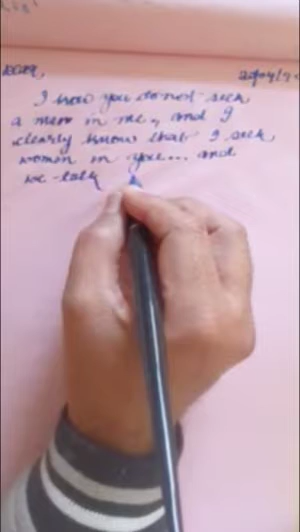 Dear,
I know you do not seek
a man in me, and I
clearly know that I seek
woman in you... and
we-talk